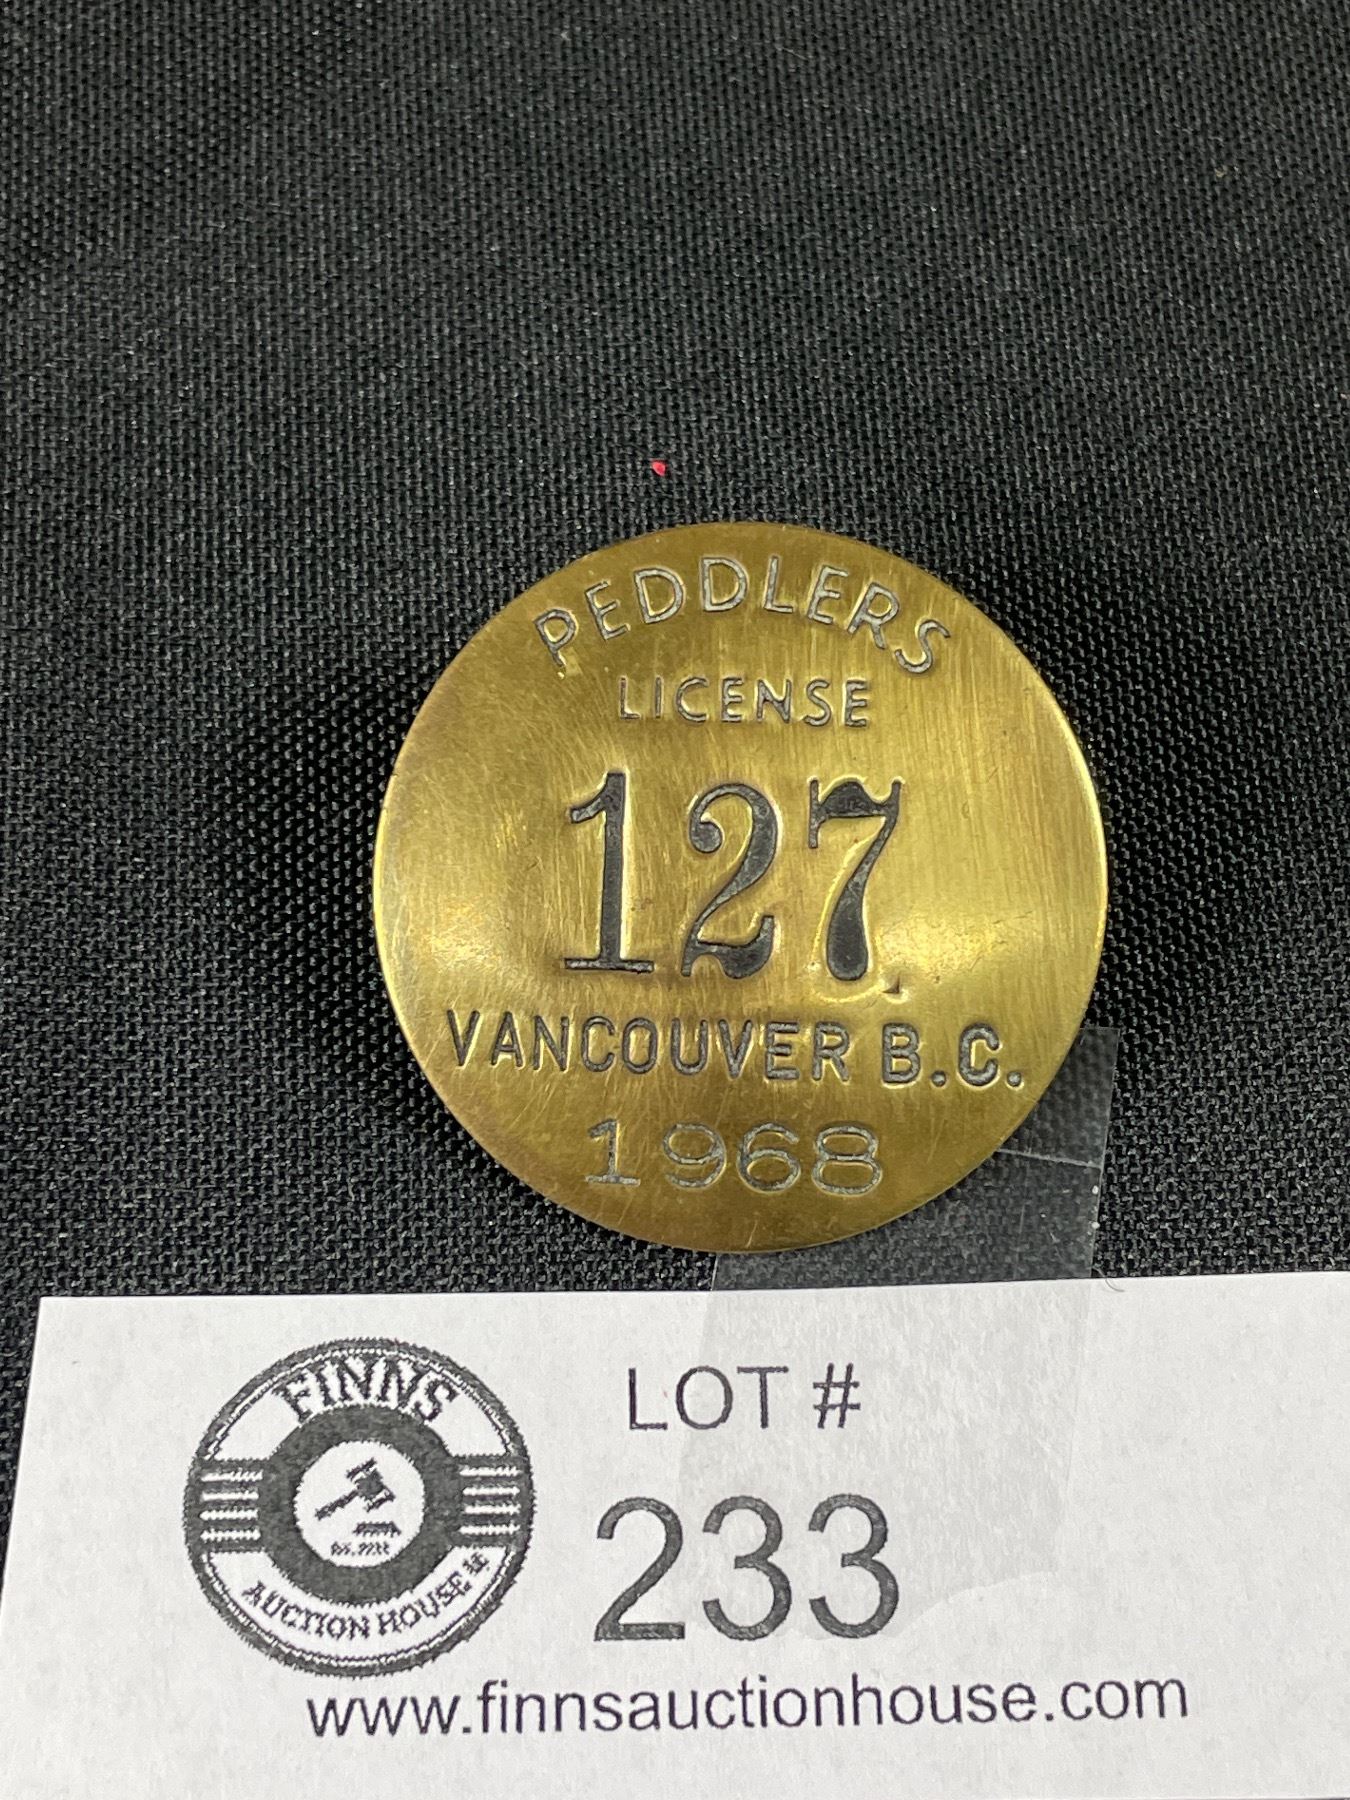 PEDDLERS
LICENSE
127
VANCOUVER B.C.
1968
FINNS
AUCTION HOUSE
LOT #
233
www.finnsauctionhouse.com